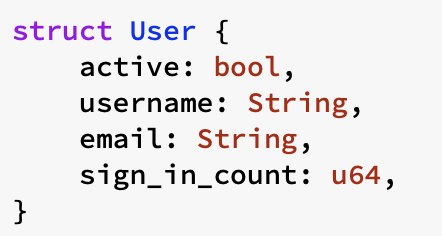 struct User {
    active: bool,
    username: String,
    email: String,
    sign_in_count: u64,
}